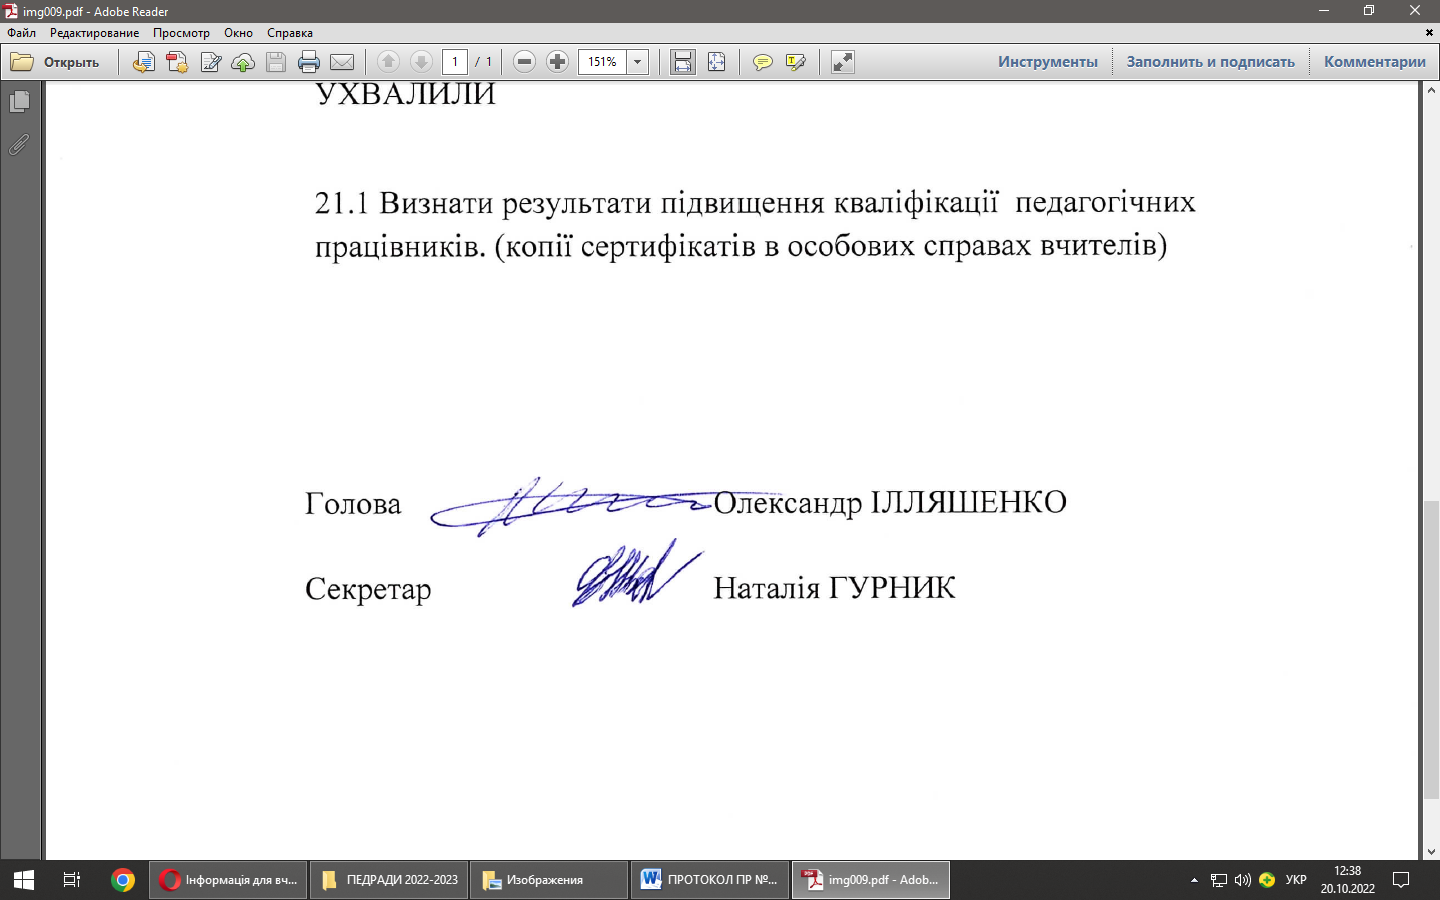 img009.pdf - Adobe Reader
Файл Редактирование Просмотр Окно Справка
Открыть 1 / 1 151% Инструменты Заполнить и подписать Комментарии
УХВАЛИЛИ
21.1 Визнати результати підвищення кваліфікації педагогічних
працівників. (копії сертифікатів в особових справах вчителів)
Голова Олександр ІЛЛЯШЕНКО
Секретар Наталія ГУРНИК
Інформація для вч... ПЕДРАДИ 2022-2023 Изображения ПРОТОКОЛ ПР №... img009.pdf - Adob... УКР 12:38
20.10.2022